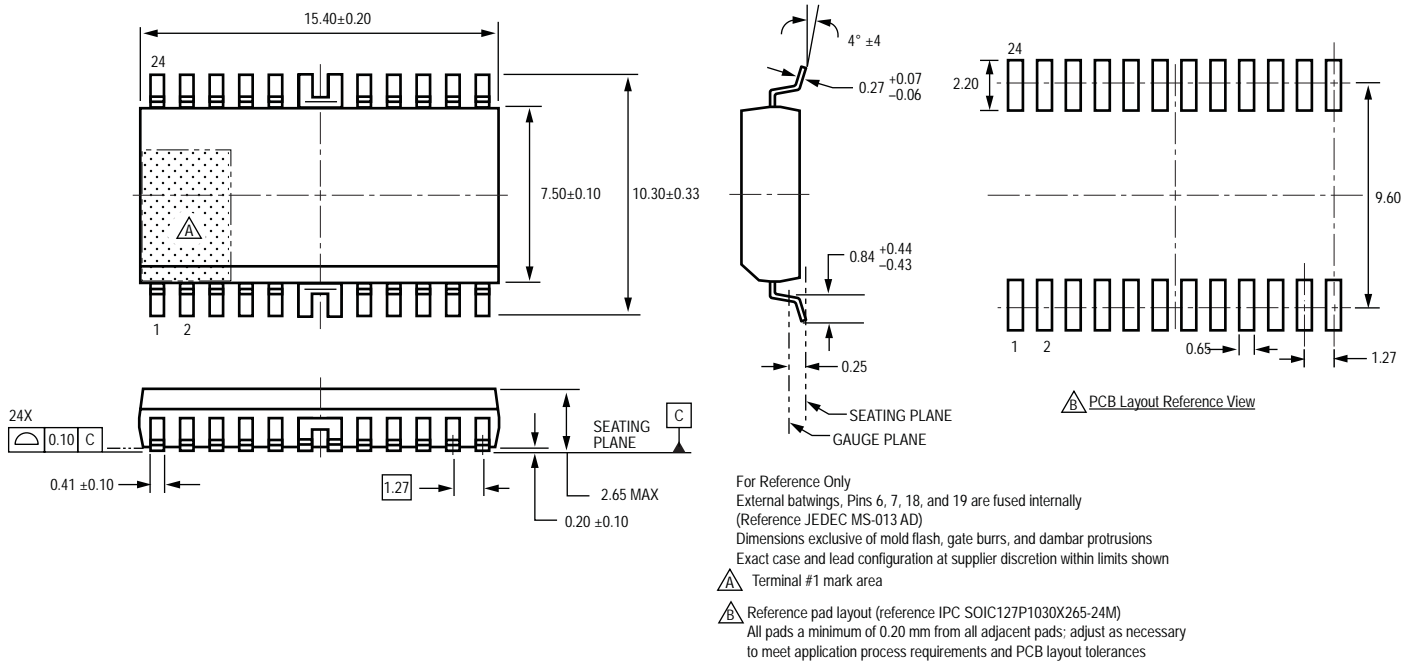 15.40±0.20
24
7.50±0.10
10.30±0.33
A
1 2
4° ±4
0.27 +0.07 −0.06
0.84 +0.44 −0.43
0.25
SEATING PLANE
GAUGE PLANE
24
2.20
9.60
1 2
0.65
1.27
B PCB Layout Reference View
24X
0.10 C
SEATING
PLANE
C
0.41 ±0.10
1.27
2.65 MAX
0.20 ±0.10
For Reference Only
External batwings, Pins 6, 7, 18, and 19 are fused internally
(Reference JEDEC MS-013 AD)
Dimensions exclusive of mold flash, gate burrs, and dambar protrusions
Exact case and lead configuration at supplier discretion within limits shown
A Terminal #1 mark area
B Reference pad layout (reference IPC SOIC127P1030X265-24M)
All pads a minimum of 0.20 mm from all adjacent pads; adjust as necessary
to meet application process requirements and PCB layout tolerances